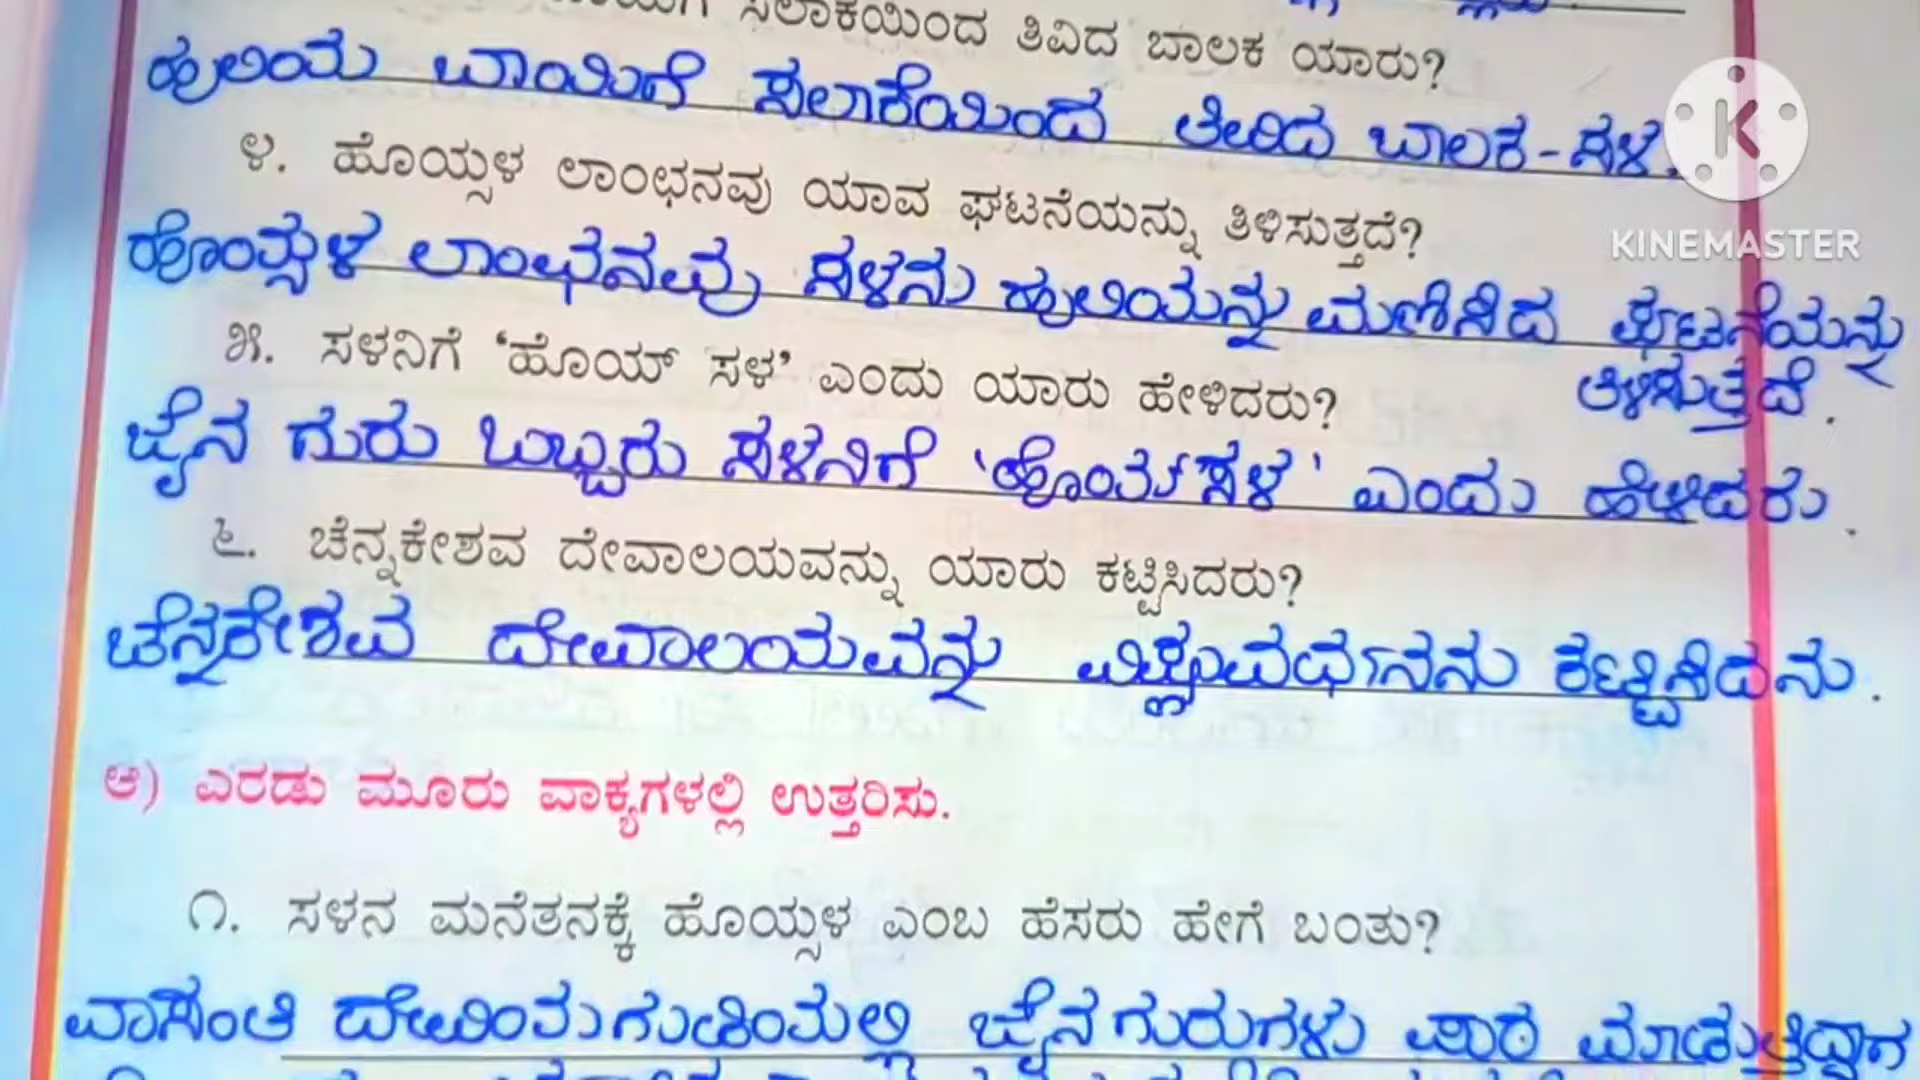 ಸಲಾಕೆಯಿಂದ ತಿವಿದ ಬಾಲಕ ಯಾರು?
ಹುಲಿಯ ಬಾಯಿಗೆ ಸಲಾಕೆಯಿಂದ ತಿವಿದ ಬಾಲಕ - ಸಳ.
೪. ಹೊಯ್ಸಳ ಲಾಂಛನವು ಯಾವ ಘಟನೆಯನ್ನು ತಿಳಿಸುತ್ತದೆ?
ಹೊಯ್ಸಳ ಲಾಂಛನವು ಸಳನು ಹುಲಿಯನ್ನು ಮಣಿಸಿದ ಘಟನೆಯನ್ನು
ತಿಳಿಸುತ್ತದೆ.
೫. ಸಳನಿಗೆ 'ಹೊಯ್ ಸಳ' ಎಂದು ಯಾರು ಹೇಳಿದರು?
ಜೈನ ಗುರು ಒಬ್ಬರು ಸಳನಿಗೆ 'ಹೊಯ್ ಸಳ' ಎಂದು ಹೇಳಿದರು.
೬. ಚೆನ್ನಕೇಶವ ದೇವಾಲಯವನ್ನು ಯಾರು ಕಟ್ಟಿಸಿದರು?
ಚೆನ್ನಕೇಶವ ದೇವಾಲಯವನ್ನು ವಿಷ್ಣುವರ್ಧನನು ಕಟ್ಟಿಸಿದನು.
ಆ) ಎರಡು ಮೂರು ವಾಕ್ಯಗಳಲ್ಲಿ ಉತ್ತರಿಸು.
೧. ಸಳನ ಮನೆತನಕ್ಕೆ ಹೊಯ್ಸಳ ಎಂಬ ಹೆಸರು ಹೇಗೆ ಬಂತು?
ವಾಸಂತಿ ದೇವಿಯ ಗುಡಿಯಲ್ಲಿ ಜೈನ ಗುರುಗಳು ಪಾಠ ಮಾಡುತ್ತಿದ್ದಾಗ
K
KINEMASTER